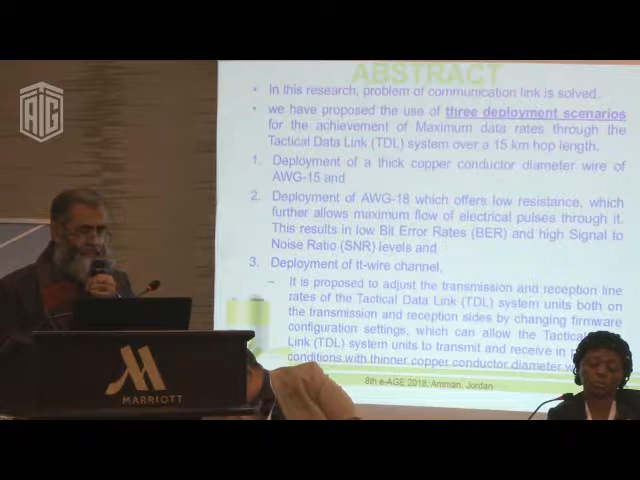 AIG
ABSTRACT
• In this research, problem of communication link is solved.
• we have proposed the use of three deployment scenarios
for the achievement of Maximum data rates through the
Tactical Data Link (TDL) system over a 15 km hop length.
1. Deployment of a thick copper conductor diameter wire of
AWG-15 and
2. Deployment of AWG-18 which offers low resistance, which
further allows maximum flow of electrical pulses through it.
This results in low Bit Error Rates (BER) and high Signal to
Noise Ratio (SNR) levels and
3. Deployment of tt-wire channel,
– It is proposed to adjust the transmission and reception line
rates of the Tactical Data Link (TDL) system units both on
the transmission and reception sides by changing firmware
configuration settings, which can allow the
Link (TDL) system units to transmit and receive in
conditions with thinner copper conductor diameter
8th e-AGE 2018, Amman, Jordan
M
MARRIOTT